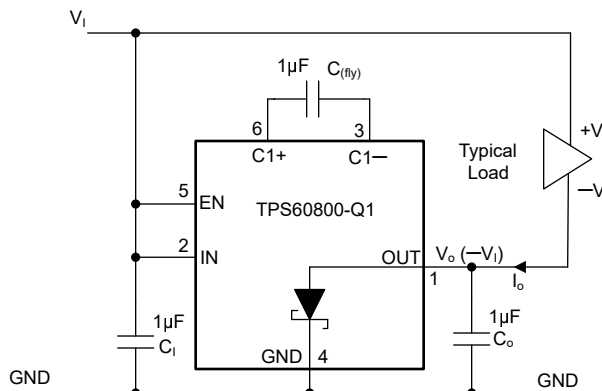 V_I
1µF C_(fly)
6 3
C1+ C1−
+V
Typical
Load
−V
5
EN
TPS60800-Q1
2
IN
OUT V_o (−V_I)
1 I_o
1µF
C_I
1µF
C_o
GND 4
GND GND